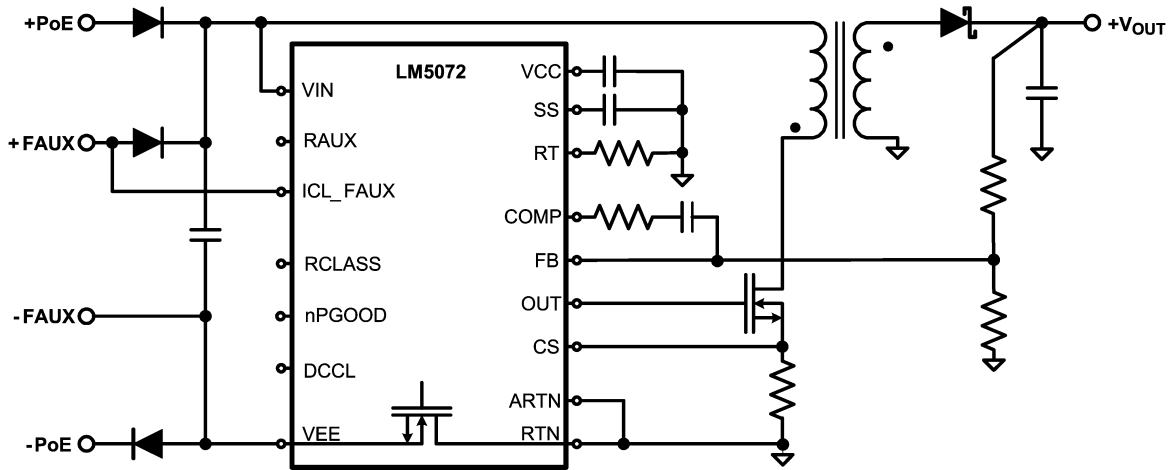 +PoE
+FAUX
-FAUX
-PoE
LM5072
VIN
RAUX
ICL_FAUX
RCLASS
nPGOOD
DCCL
VEE
VCC
SS
RT
COMP
FB
OUT
CS
ARTN
RTN
+VOUT